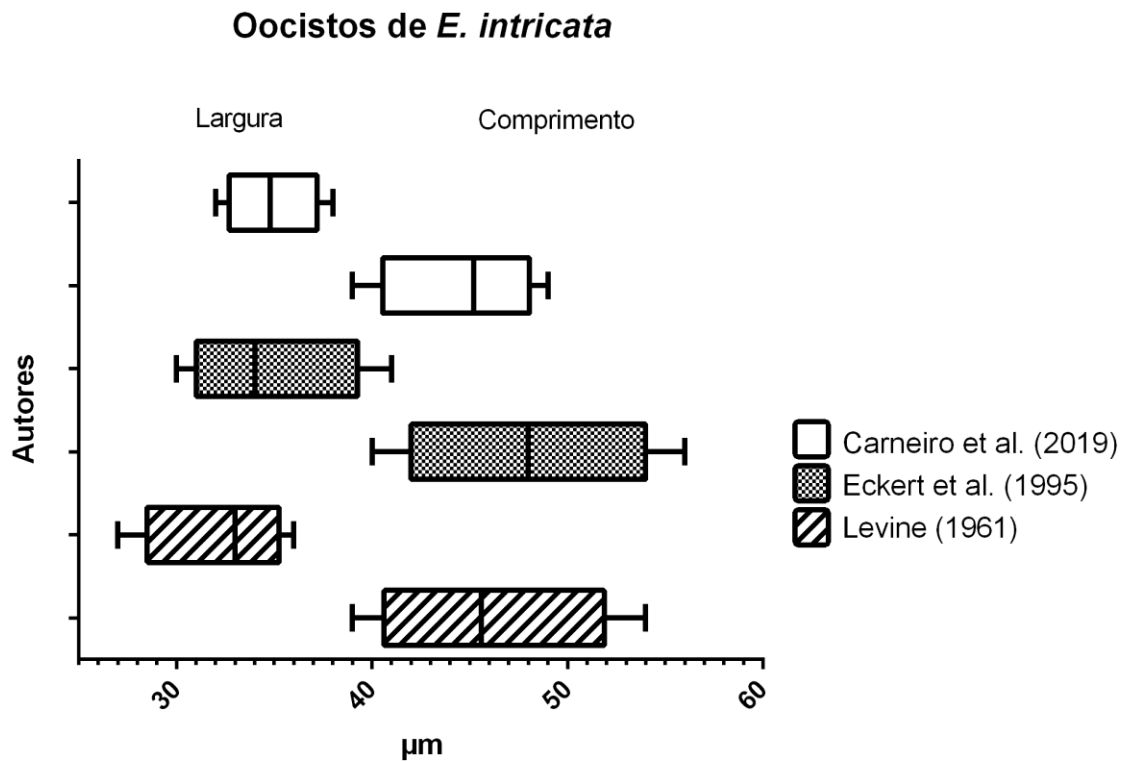 Oocistos de E. intricata
Largura Comprimento
Autores
Carneiro et al. (2019)
Eckert et al. (1995)
Levine (1961)
30 40 50 60
µm